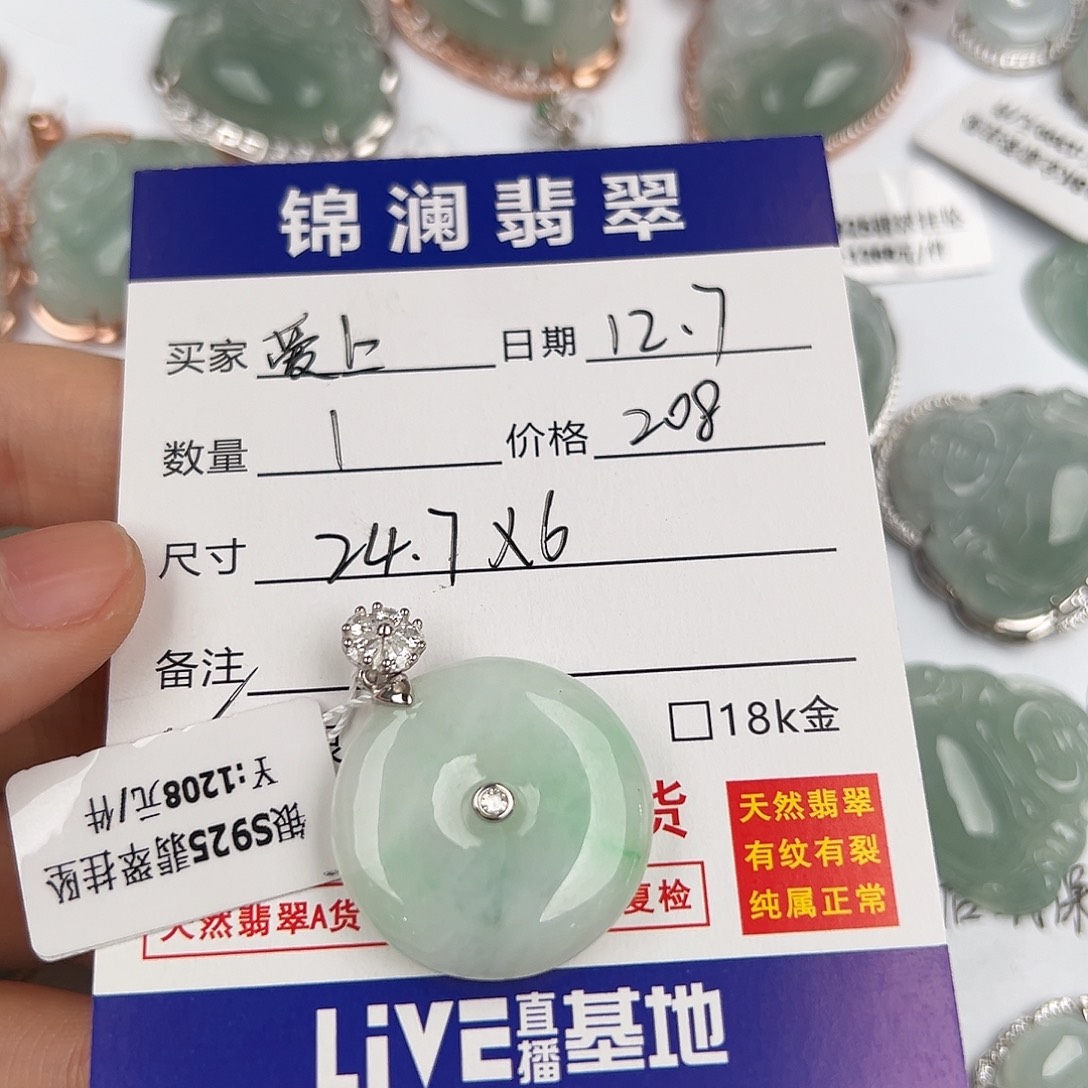 锦澜翡翠
买家 爱上 日期 12.7
数量 1 价格 208
尺寸 24.7X6
备注
□18k金
货
银S925翡翠挂坠
￥:1208元/件
天然翡翠A货
复检
天然翡翠
有纹有裂
纯属正常
LiVE直播基地